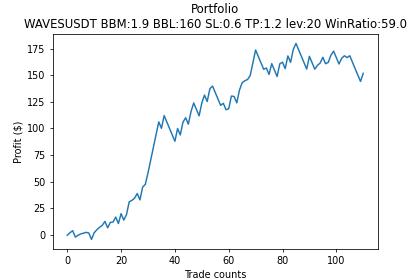 Portfolio
WAVESUSDT BBM:1.9 BBL:160 SL:0.6 TP:1.2 lev:20 WinRatio:59.0
175
150
125
100
75
50
25
0
Profit ($)
0 20 40 60 80 100
Trade counts